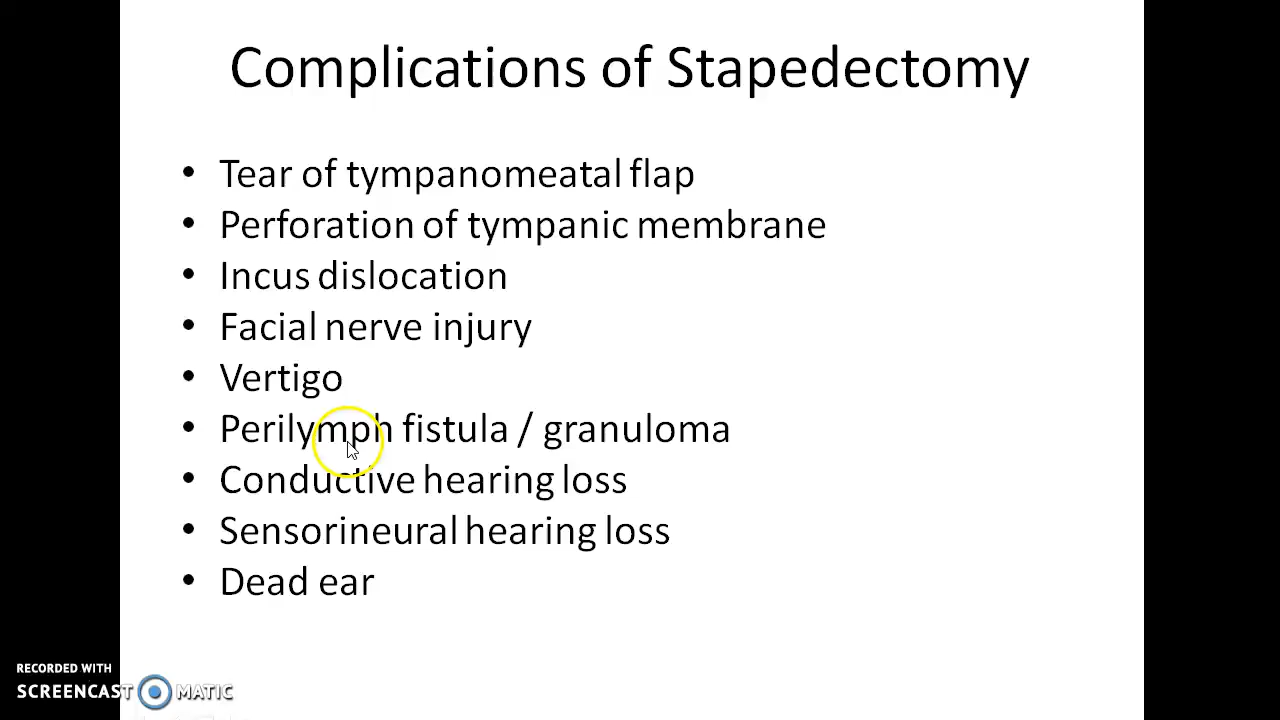 Complications of Stapedectomy
• Tear of tympanomeatal flap
• Perforation of tympanic membrane
• Incus dislocation
• Facial nerve injury
• Vertigo
• Perilymph fistula / granuloma
• Conductive hearing loss
• Sensorineural hearing loss
• Dead ear
RECORDED WITH
SCREENCAST MATIC